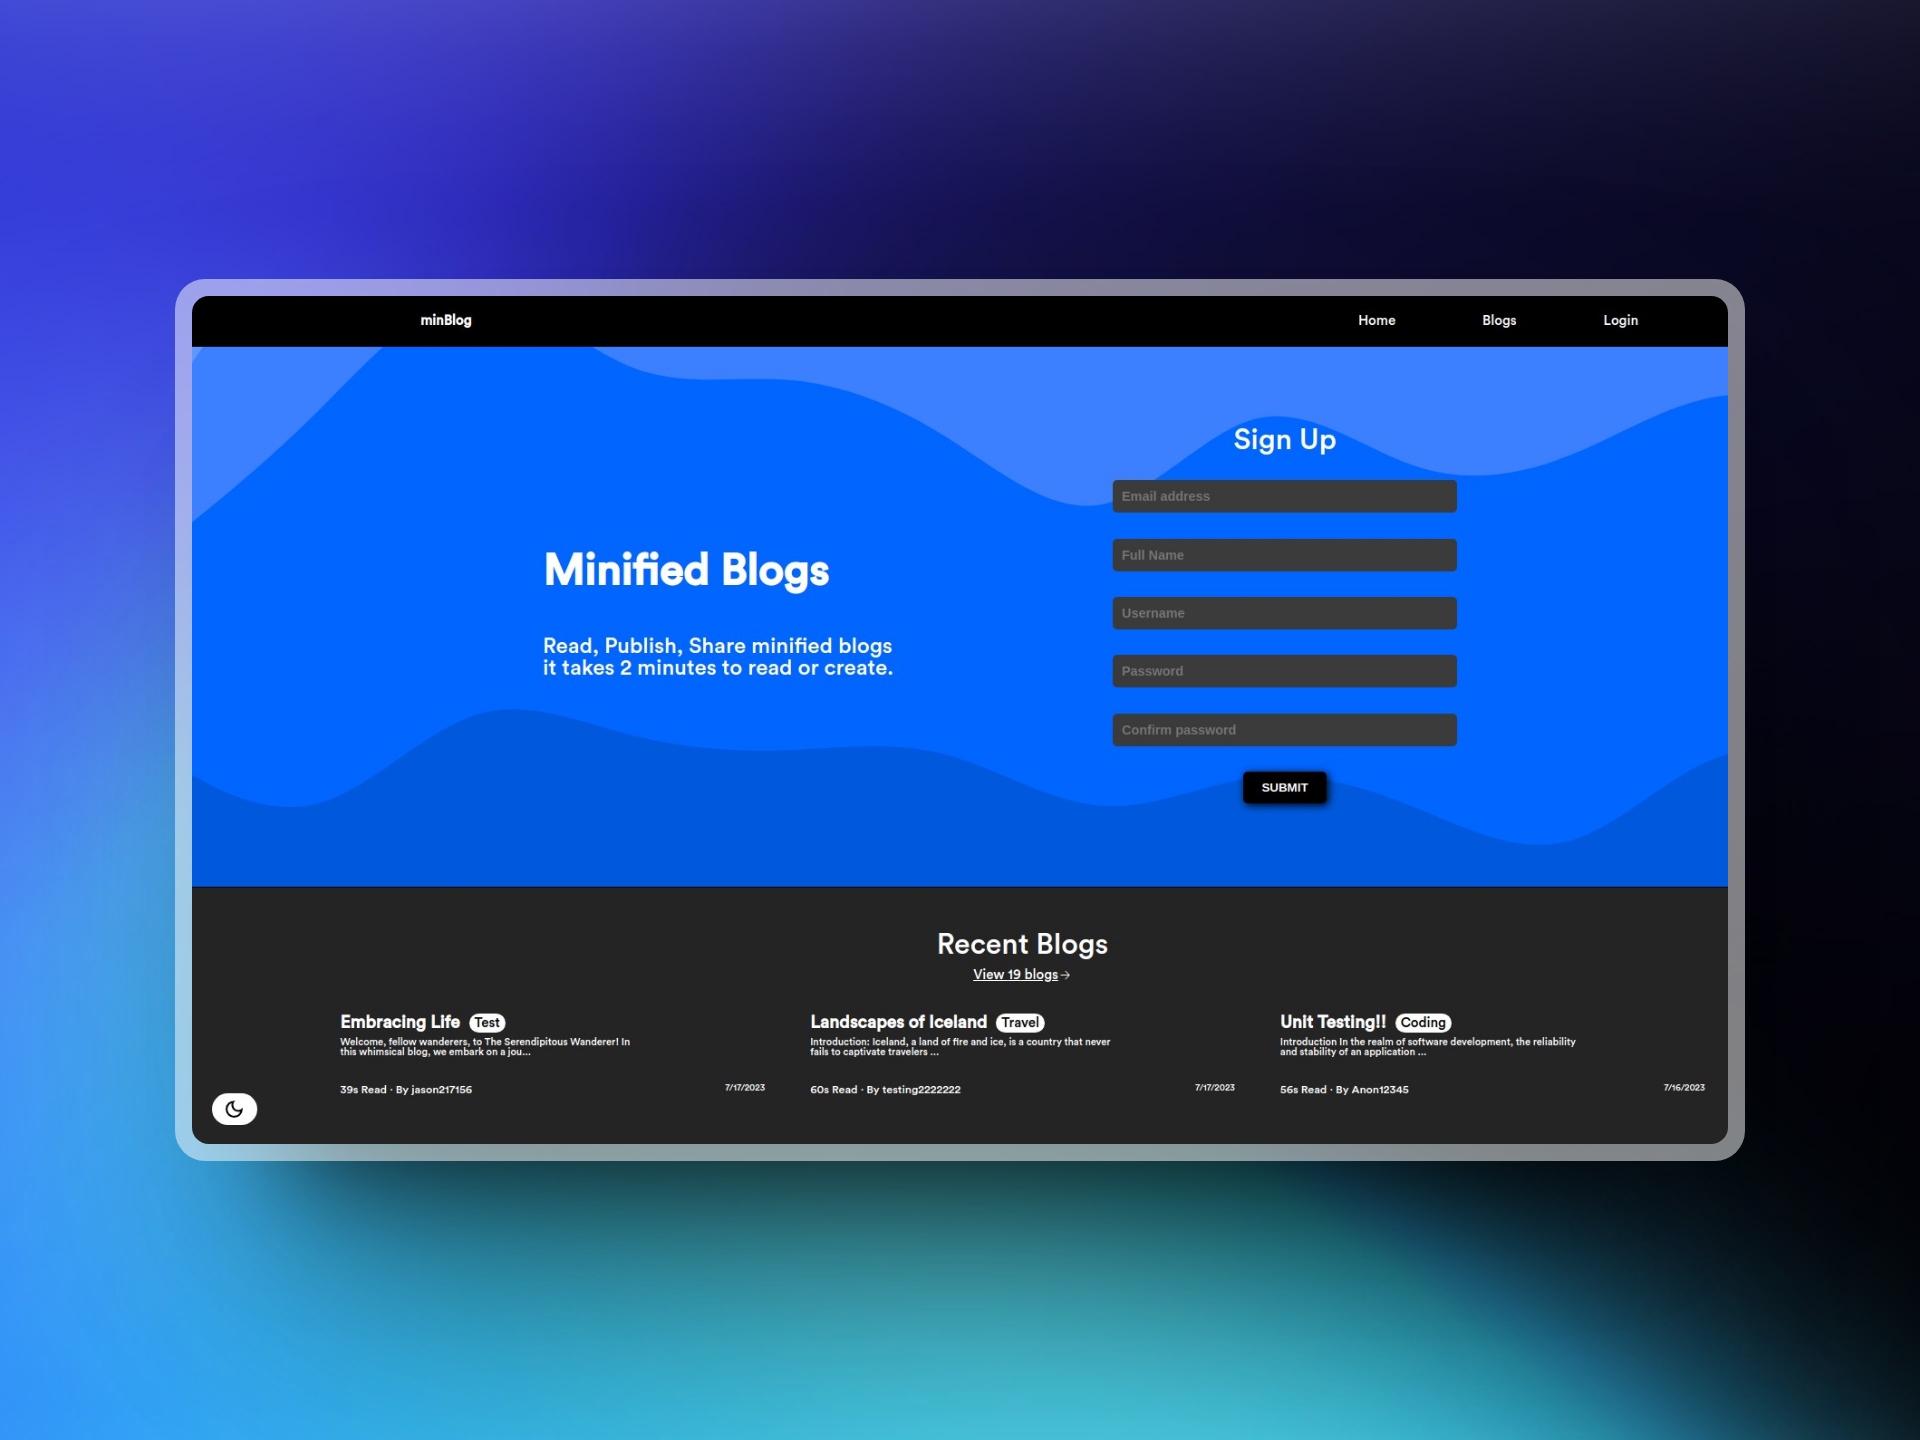 minBlog
Home
Blogs
Login
Sign Up
Email address
Full Name
Username
Password
Confirm password
SUBMIT
Minified Blogs
Read, Publish, Share minified blogs
it takes 2 minutes to read or create.
Recent Blogs
View 19 blogs→
Embracing Life Test
Welcome, fellow wanderers, to The Serendipitous Wanderer! In
this whimsical blog, we embark on a jou...
39s Read · By jason217156
7/17/2023
Landscapes of Iceland Travel
Introduction: Iceland, a land of fire and ice, is a country that never
fails to captivate travelers ...
60s Read · By testing2222222
7/17/2023
Unit Testing!! Coding
Introduction In the realm of software development, the reliability
and stability of an application ...
56s Read · By Anon12345
7/16/2023